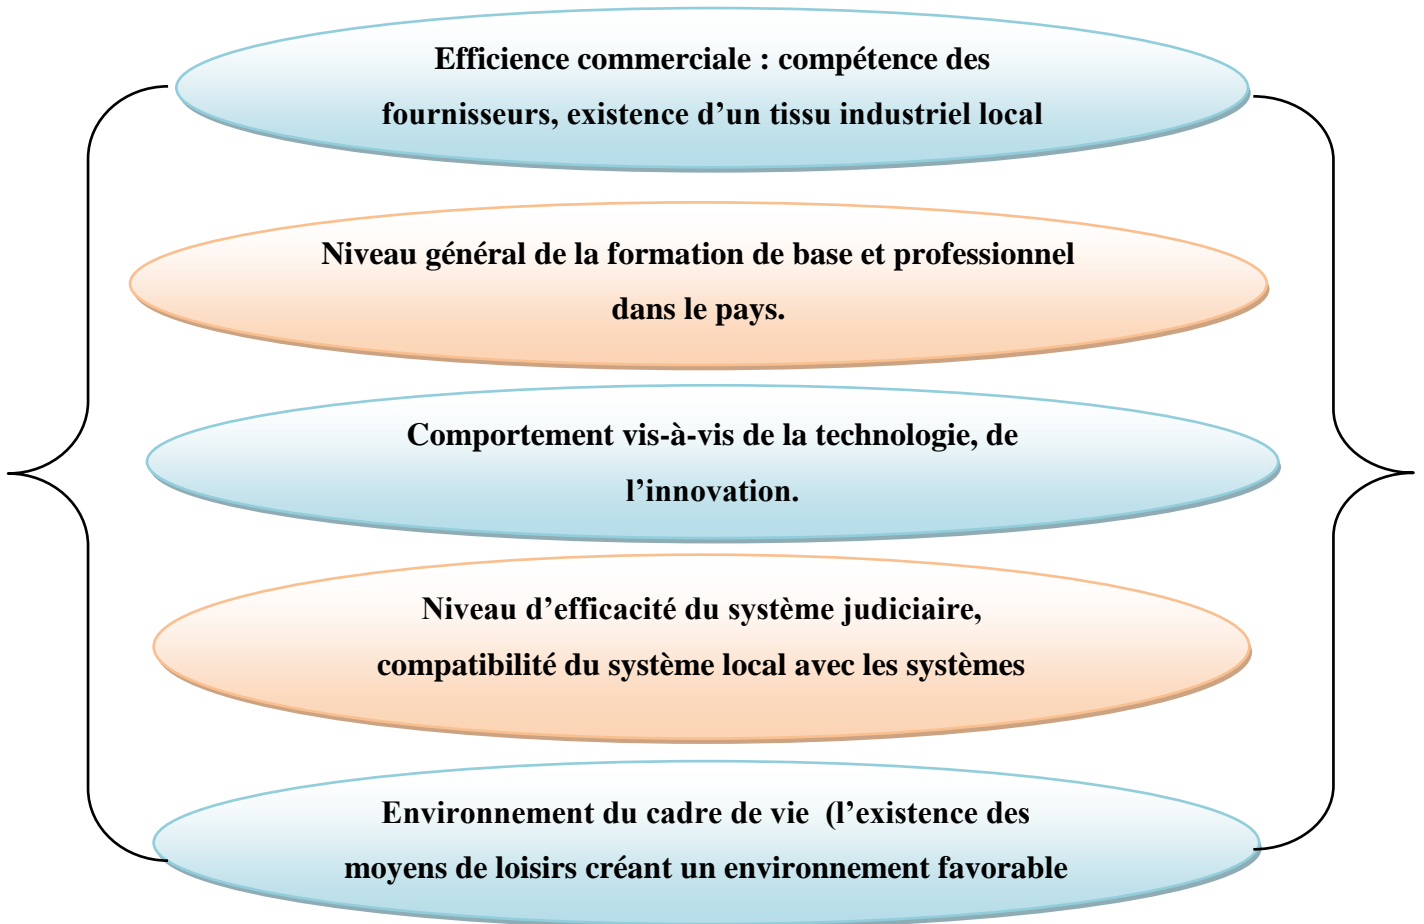 Efficience commerciale : compétence des
fournisseurs, existence d’un tissu industriel local
Niveau général de la formation de base et professionnel
dans le pays.
Comportement vis-à-vis de la technologie, de
l’innovation.
Niveau d’efficacité du système judiciaire,
compatibilité du système local avec les systèmes
Environnement du cadre de vie  (l’existence des
moyens de loisirs créant un environnement favorable